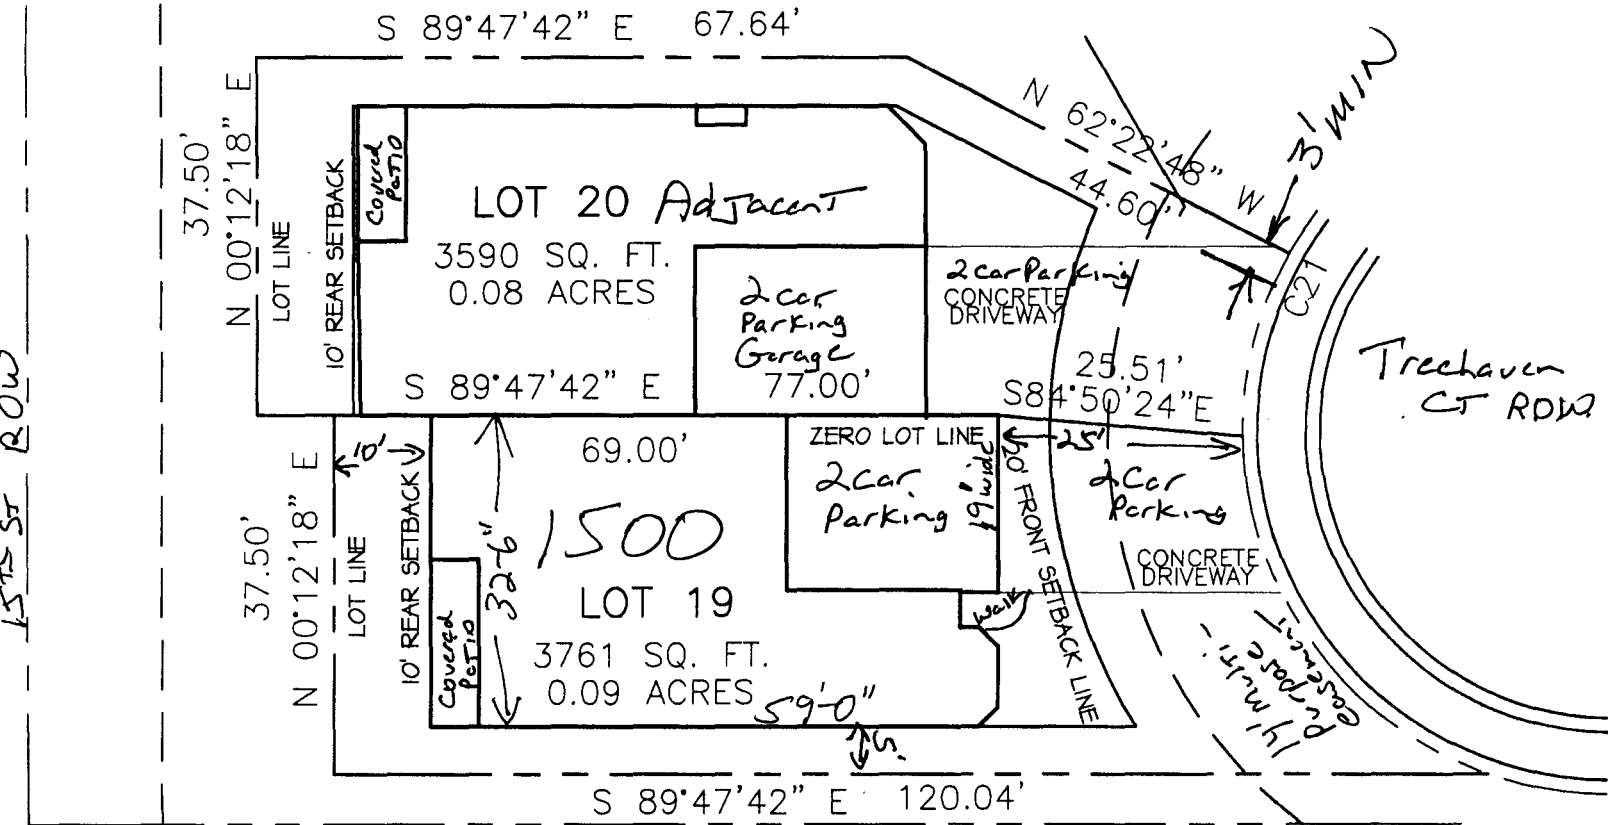 S 89°47'42" E 67.64'
N 62°22'48" W
44.60'
3' MIN
37.50'
N 00°12'18" E
LOT LINE
10' REAR SETBACK
Covered
Patio
LOT 20 Adjacent
3590 SQ. FT.
0.08 ACRES
2 car
Parking
Garage
2 car Parking
CONCRETE
DRIVEWAY
C21
Treehaven
CT ROW
S 89°47'42" E 77.00'
25.51'
S84°50'24"E
15th ST ROW
10'
69.00'
ZERO LOT LINE
25'
2 car
Parking
19' wide
20' FRONT SETBACK LINE
2 Car
Parking
1500
32'-6"
37.50'
N 00°12'18" E
LOT LINE
10' REAR SETBACK
Covered
Patio
LOT 19
3761 SQ. FT.
0.09 ACRES
walk
CONCRETE
DRIVEWAY
14' multi
purpose
easement
59'-0"
5'
S 89°47'42" E 120.04'